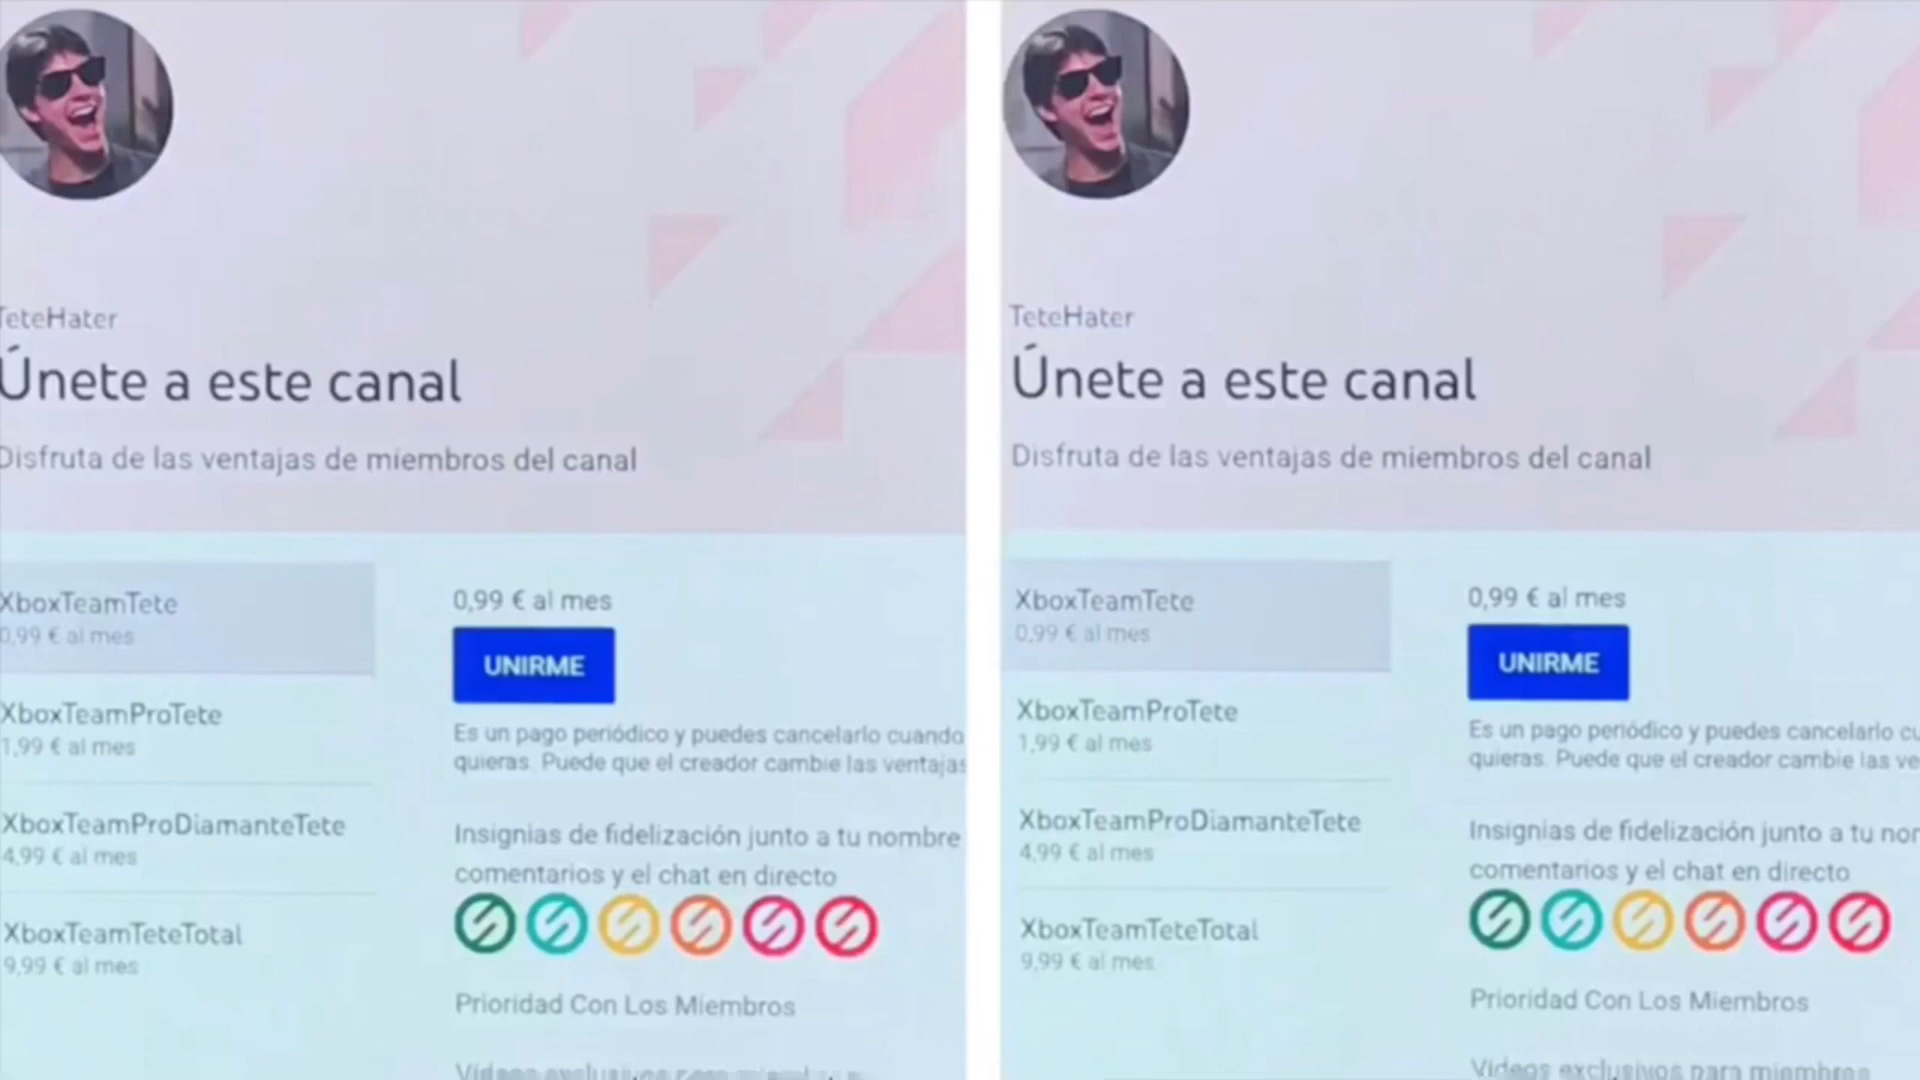 TeteHater
Únete a este canal
Disfruta de las ventajas de miembros del canal
XboxTeamTete
0,99 € al mes
XboxTeamProTete
1,99 € al mes
XboxTeamProDiamanteTete
4,99 € al mes
XboxTeamTeteTotal
9,99 € al mes
0,99 € al mes
UNIRME
Es un pago periódico y puedes cancelarlo cuando
quieras. Puede que el creador cambie las ventajas
Insignias de fidelización junto a tu nombre
comentarios y el chat en directo
Prioridad Con Los Miembros
TeteHater
Únete a este canal
Disfruta de las ventajas de miembros del canal
XboxTeamTete
0,99 € al mes
XboxTeamProTete
1,99 € al mes
XboxTeamProDiamanteTete
4,99 € al mes
XboxTeamTeteTotal
9,99 € al mes
0,99 € al mes
UNIRME
Es un pago periódico y puedes cancelarlo cu
quieras. Puede que el creador cambie las ve
Insignias de fidelización junto a tu nor
comentarios y el chat en directo
Prioridad Con Los Miembros
Vídeos exclusivos para miembros